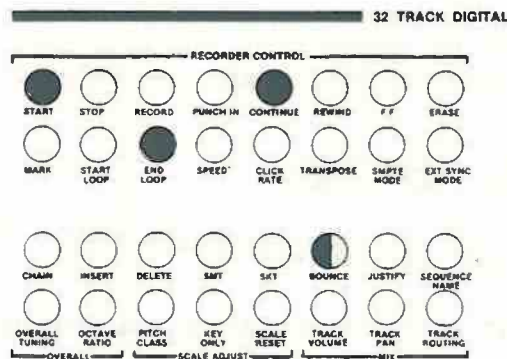 32 TRACK DIGITAL
RECORDER CONTROL
START STOP RECORD PUNCH IN CONTINUE REWIND F.F ERASE
MARK START LOOP END LOOP SPEED CLICK RATE TRANSPOSE SMPTE MODE EXT SYNC MODE
CHAIN INSERT DELETE SMT SKT BOUNCE JUSTIFY SEQUENCE NAME
OVERALL TUNING OCTAVE RATIO PITCH CLASS KEY ONLY SCALE RESET TRACK VOLUME TRACK PAN TRACK ROUTING
OVERALL SCALE ADJUST MIX